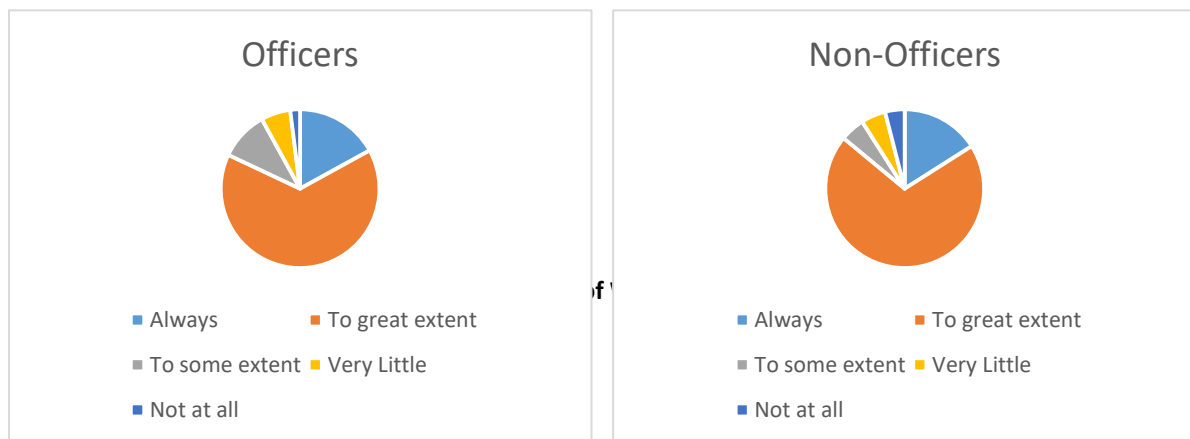 Officers
Always
To great extent
To some extent
Very Little
Not at all
Non-Officers
Always
To great extent
To some extent
Very Little
Not at all